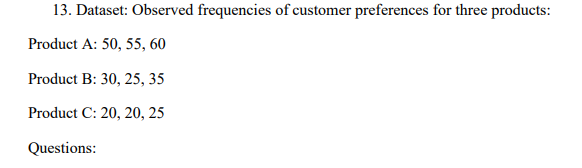 13. Dataset: Observed frequencies of customer preferences for three products:
Product A: 50, 55, 60
Product B: 30, 25, 35
Product C: 20, 20, 25
Questions: